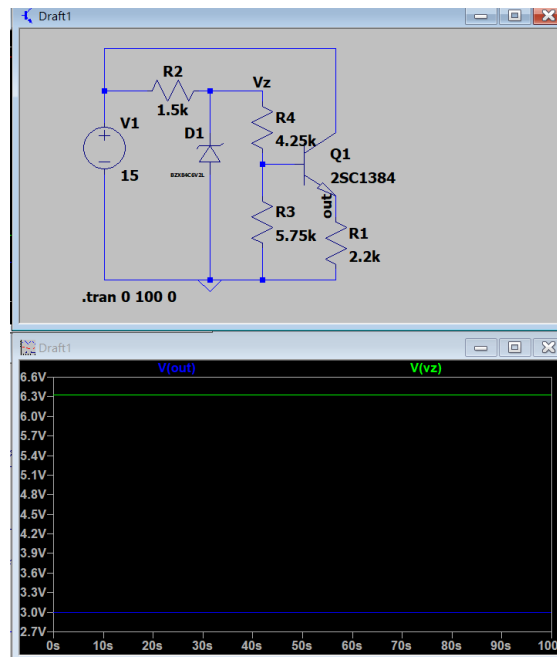 Draft1
R2
1.5k
Vz
V1
15
D1
BZX84C6V2L
R4
4.25k
Q1
2SC1384
out
R3
5.75k
R1
2.2k
.tran 0 100 0
Draft1
V(out) V(vz)
6.6V
6.3V
6.0V
5.7V
5.4V
5.1V
4.8V
4.5V
4.2V
3.9V
3.6V
3.3V
3.0V
2.7V
0s 10s 20s 30s 40s 50s 60s 70s 80s 90s 100s